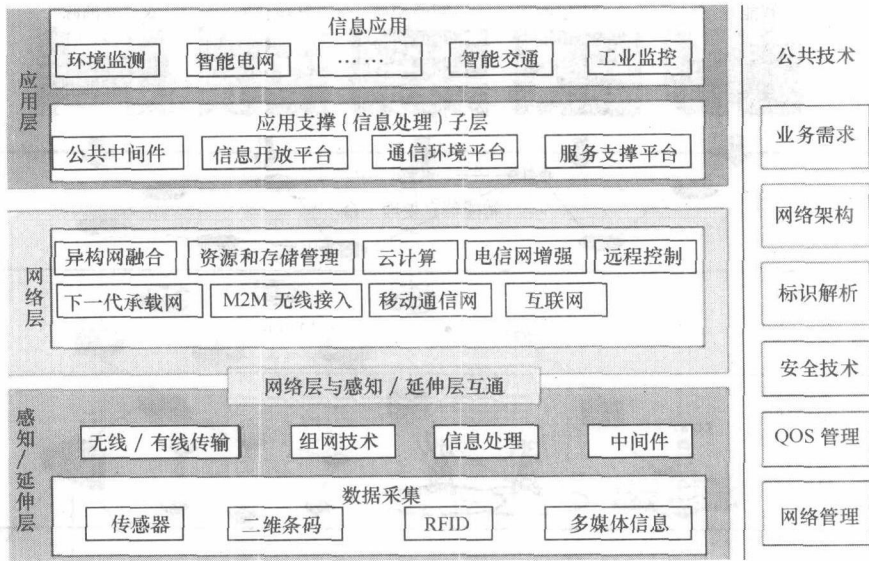 信息应用
环境监测 智能电网 …… 智能交通 工业监控
应用层
应用支撑(信息处理)子层
公共中间件 信息开放平台 通信环境平台 服务支撑平台
异构网融合 资源和存储管理 云计算 电信网增强 远程控制
网络层
下一代承载网 M2M 无线接入 移动通信网 互联网
网络层与感知 / 延伸层互通
感知/延伸层
无线 / 有线传输 组网技术 信息处理 中间件
数据采集
传感器 二维条码 RFID 多媒体信息
公共技术
业务需求
网络架构
标识解析
安全技术
QOS 管理
网络管理